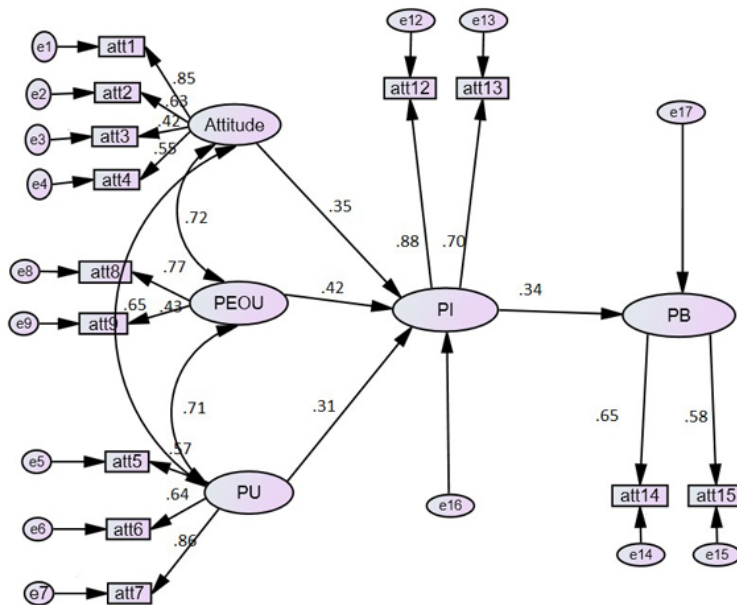 e1
att1
e2
att2
e3
att3
e4
att4
.85
.63
.42
.55
Attitude
e12
e13
att12
att13
e17
.72
.35
.88
.70
e8
att8
e9
att9
.77
.43
.65
PEOU
.42
PI
.34
PB
.71
.31
e5
att5
e6
att6
e7
att7
.57
.64
.86
PU
e16
.65
.58
att14
att15
e14
e15